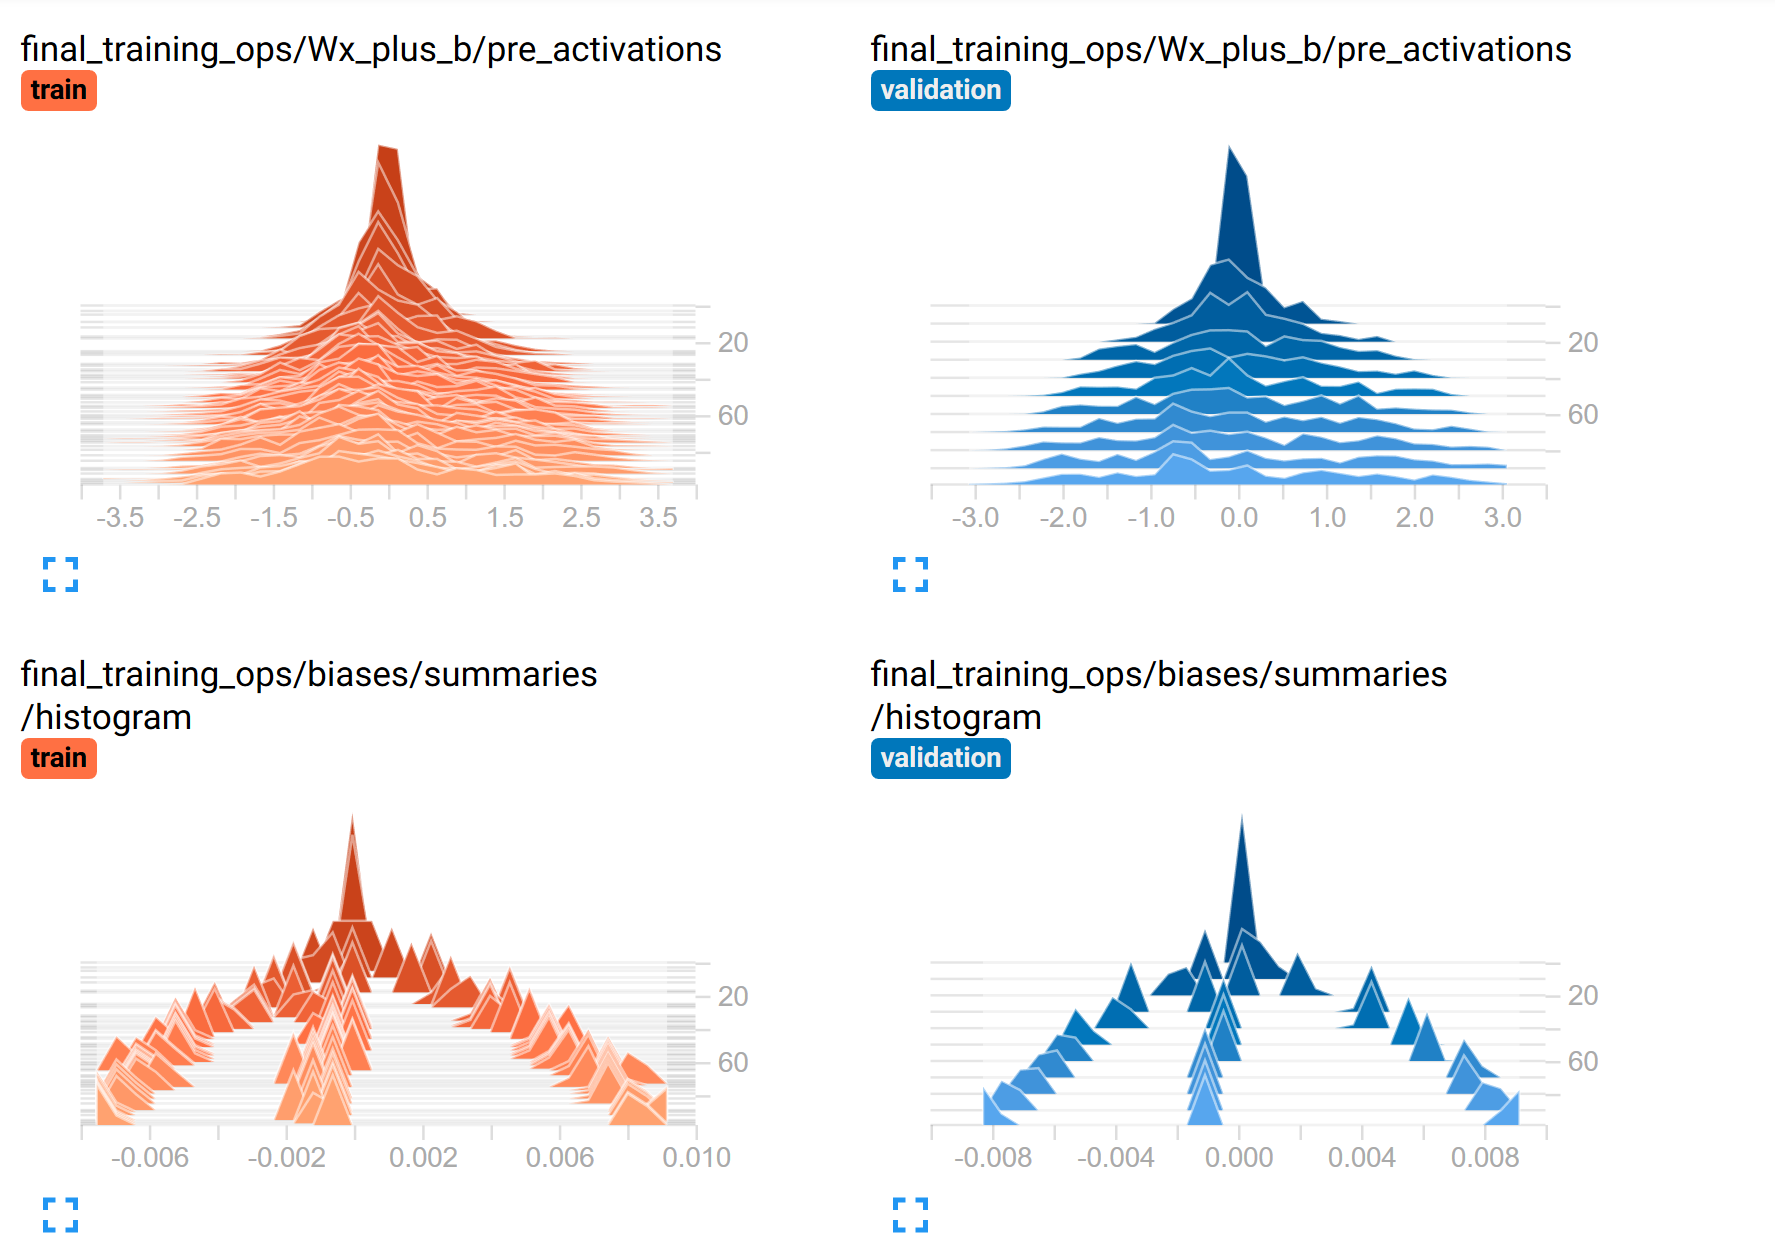 final_training_ops/Wx_plus_b/pre_activations
train
20
60
-3.5 -2.5 -1.5 -0.5 0.5 1.5 2.5 3.5
final_training_ops/Wx_plus_b/pre_activations
validation
20
60
-3.0 -2.0 -1.0 0.0 1.0 2.0 3.0
final_training_ops/biases/summaries
/histogram
train
20
60
-0.006 -0.002 0.002 0.006 0.010
final_training_ops/biases/summaries
/histogram
validation
20
60
-0.008 -0.004 0.000 0.004 0.008